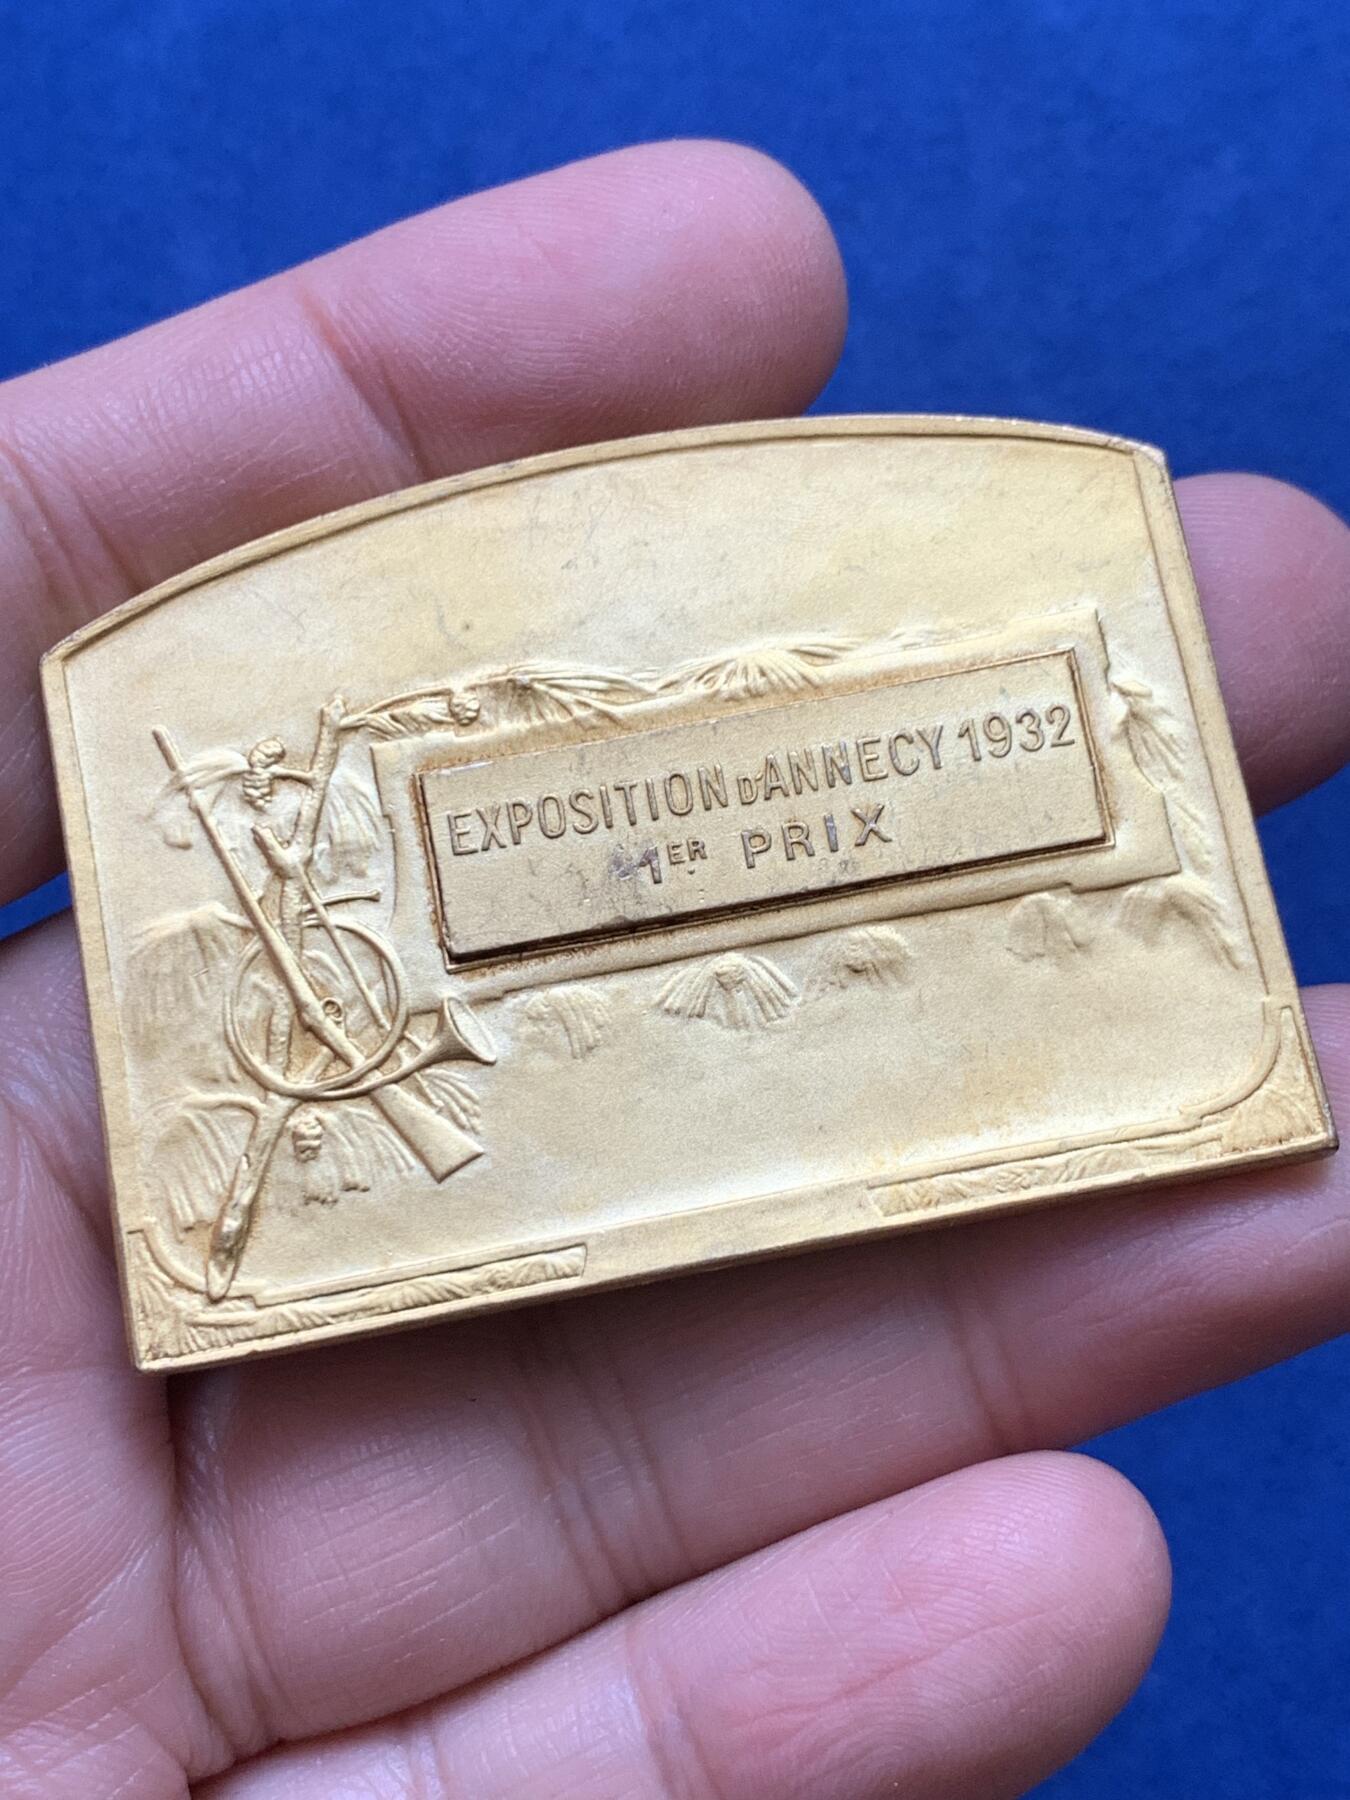 EXPOSITION D'ANNECY 1932
1ER PRIX